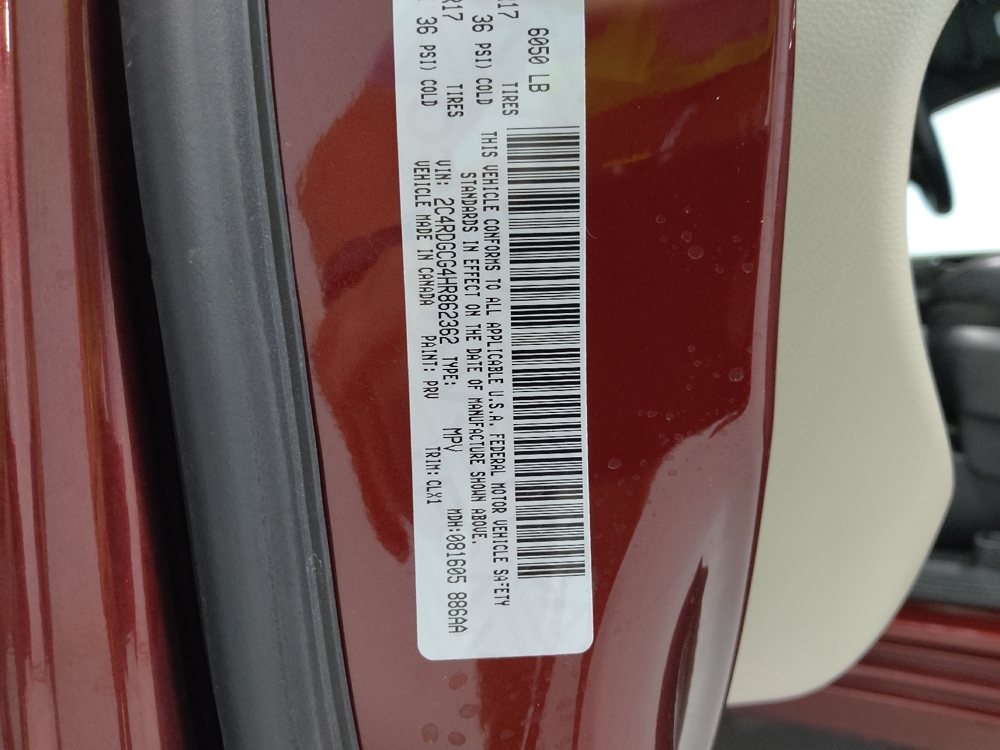 6050 LB
R17 TIRES
36 PSI) COLD
R17 TIRES
36 PSI) COLD
THIS VEHICLE CONFORMS TO ALL APPLICABLE U.S.A. FEDERAL MOTOR VEHICLE SAFETY
STANDARDS IN EFFECT ON THE DATE OF MANUFACTURE SHOWN ABOVE.
VIN: 2C4RDGCG4HR862362 TYPE: MPV MDH:081605 886AA
VEHICLE MADE IN CANADA PAINT: PRV TRIM: CLX1